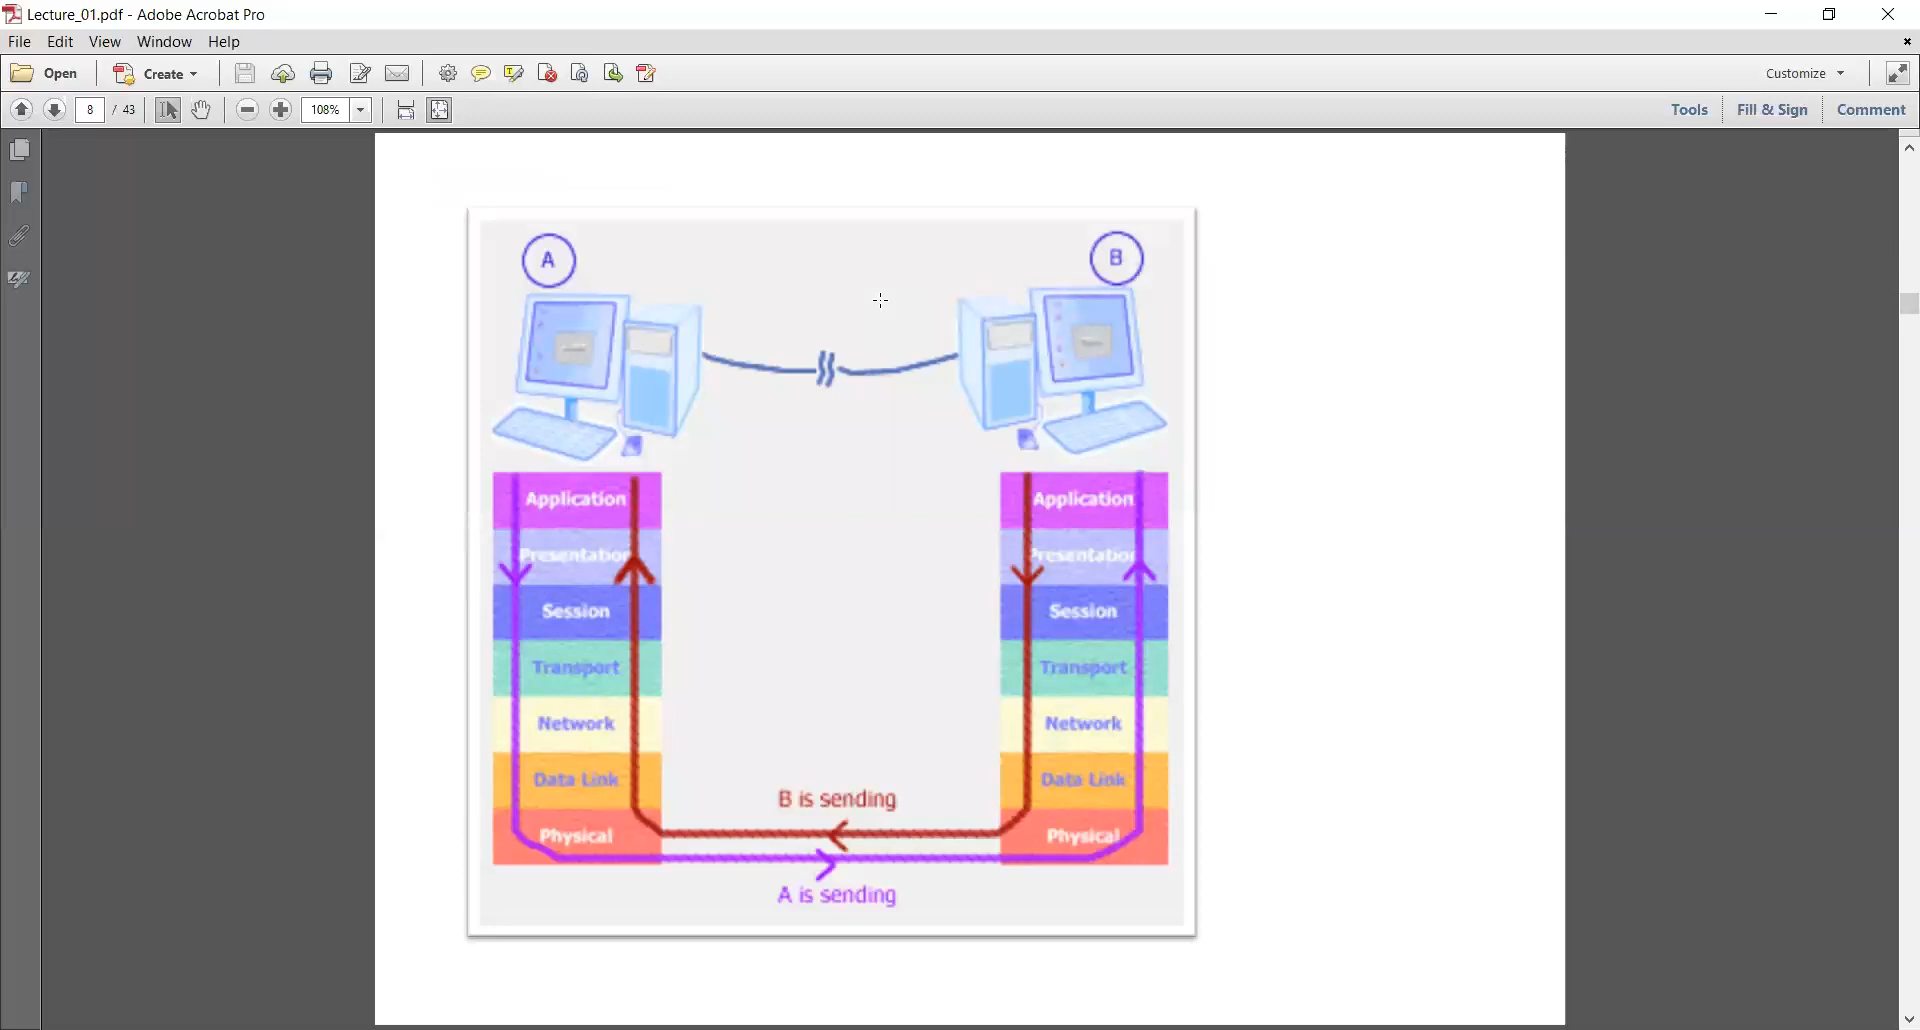 Lecture_01.pdf - Adobe Acrobat Pro
File Edit View Window Help
Open Create Customize
8 / 43 108% Tools Fill & Sign Comment
A B
Application Application
Presentation Presentation
Session Session
Transport Transport
Network Network
Data Link Data Link
B is sending
Physical Physical
A is sending